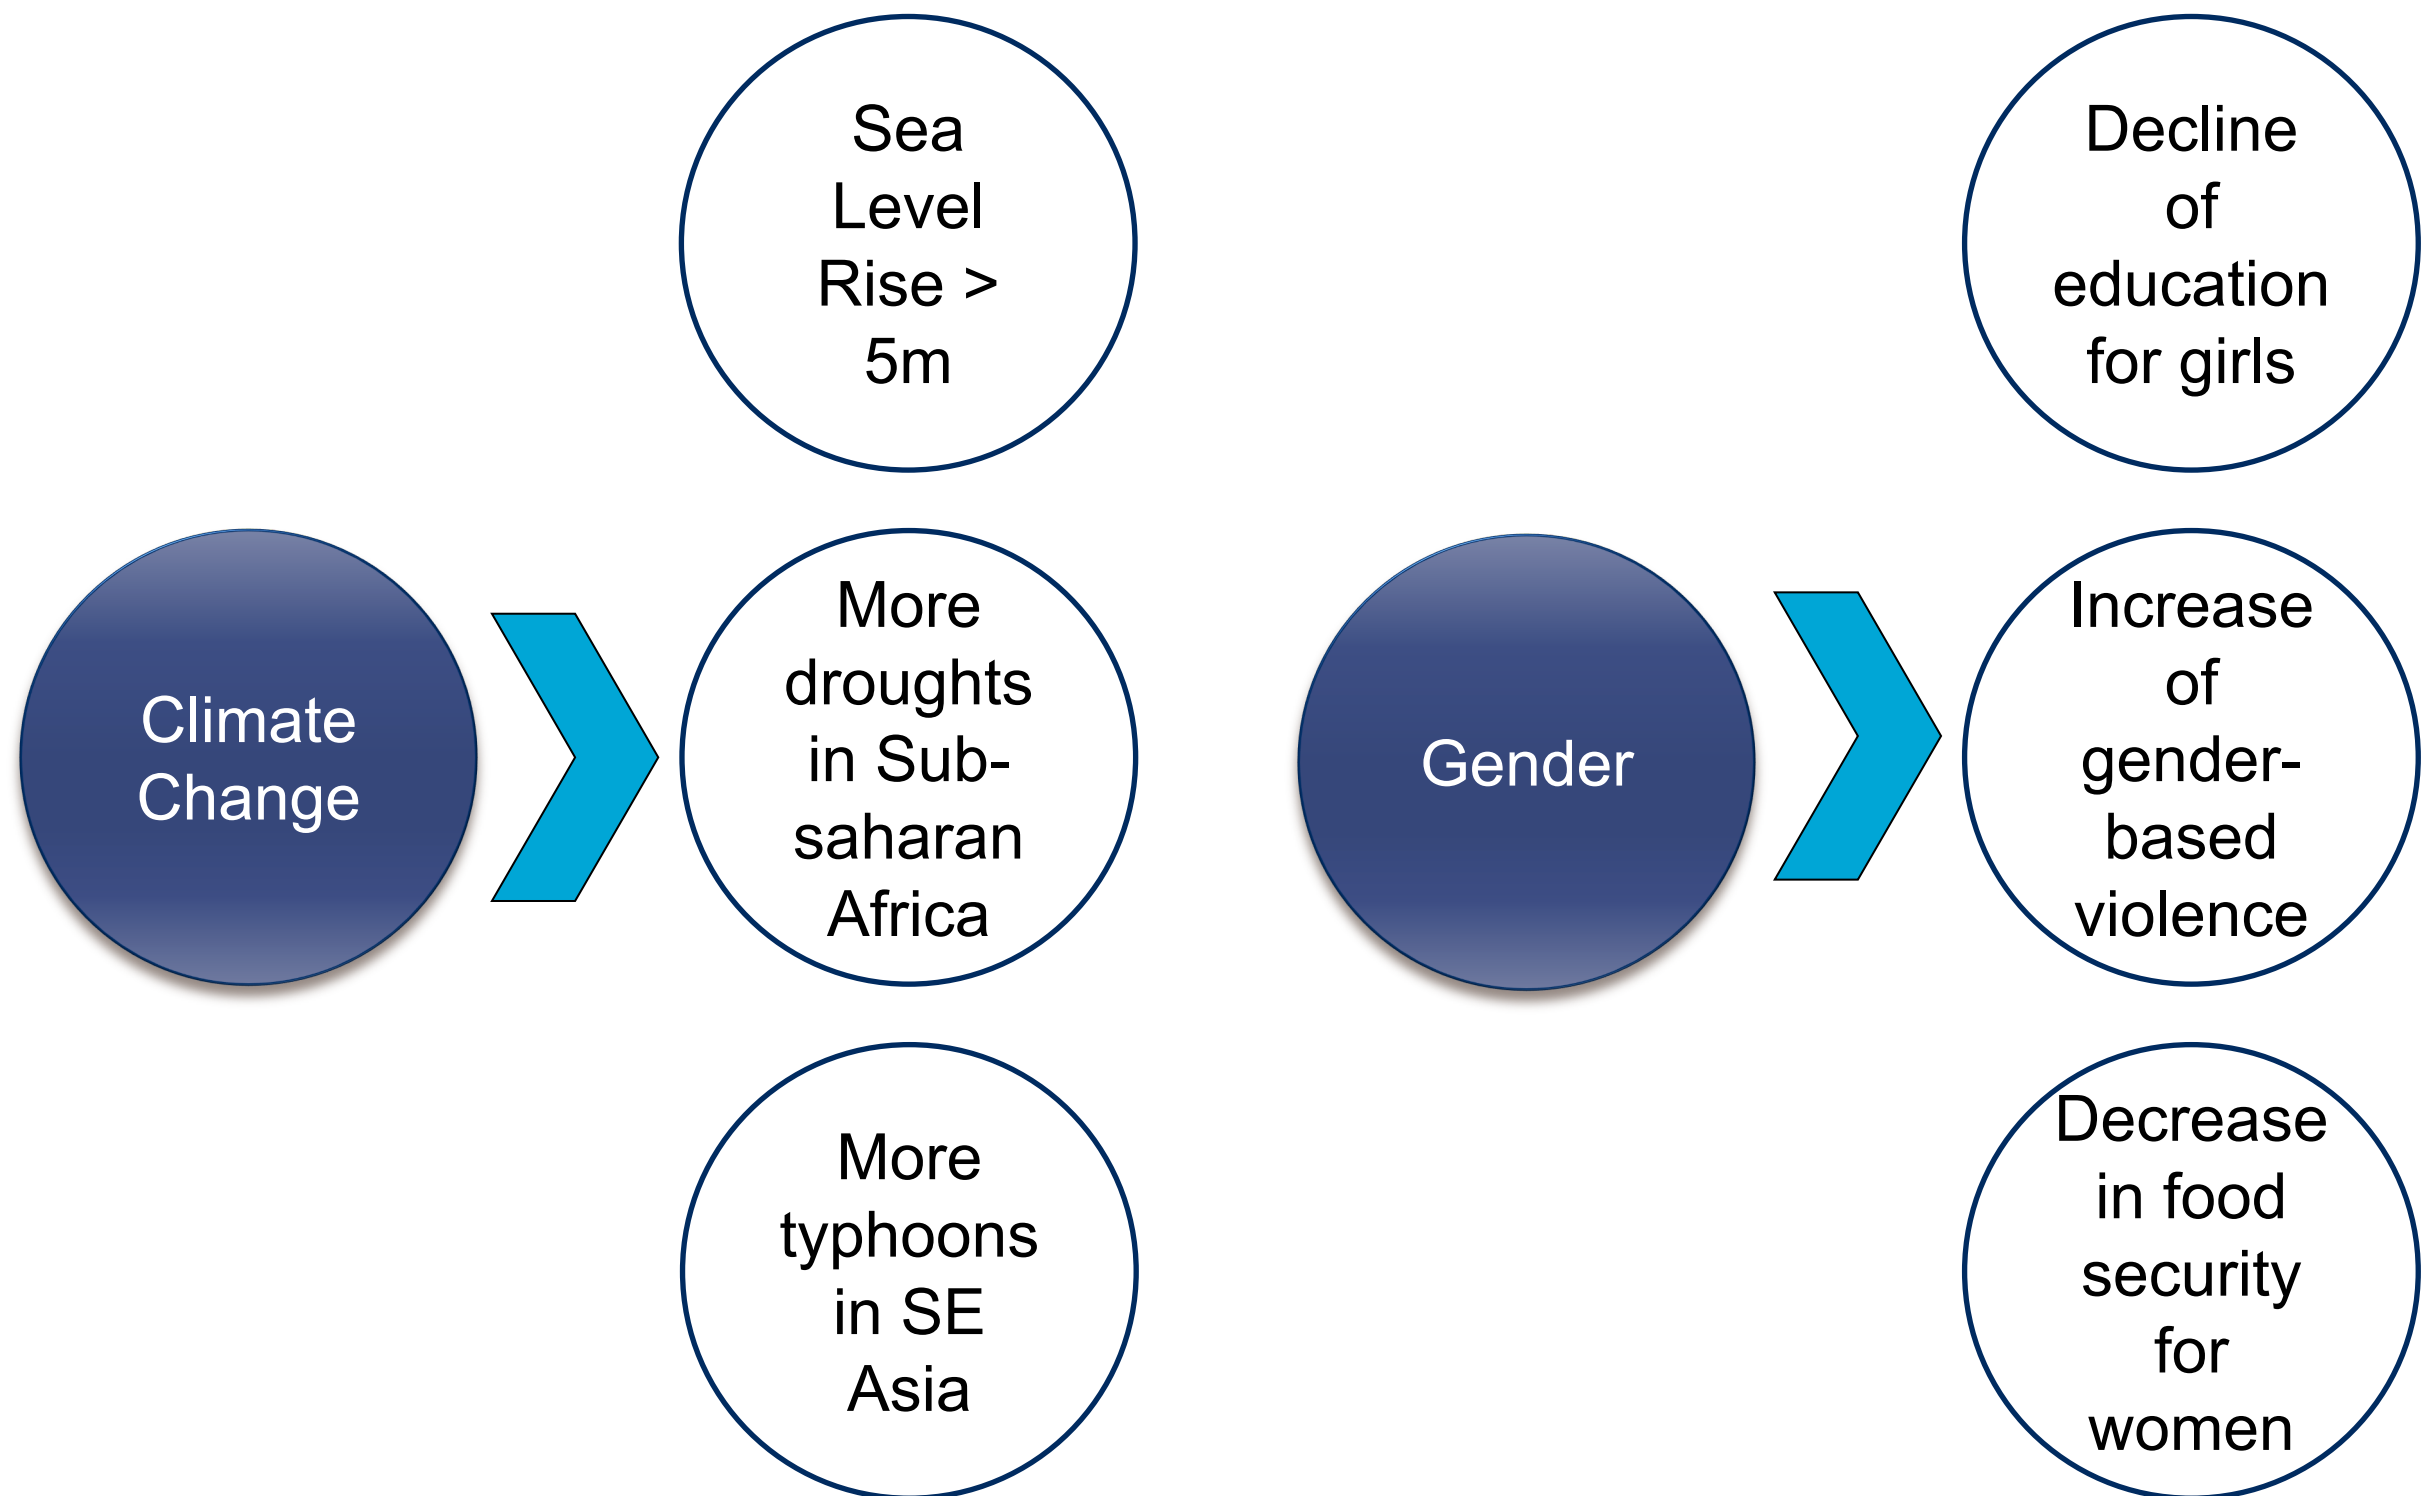 Climate
Change
Sea
Level
Rise >
5m
More
droughts
in Sub-
saharan
Africa
More
typhoons
in SE
Asia
Gender
Decline
of
education
for girls
Increase
of
gender-
based
violence
Decrease
in food
security
for
women